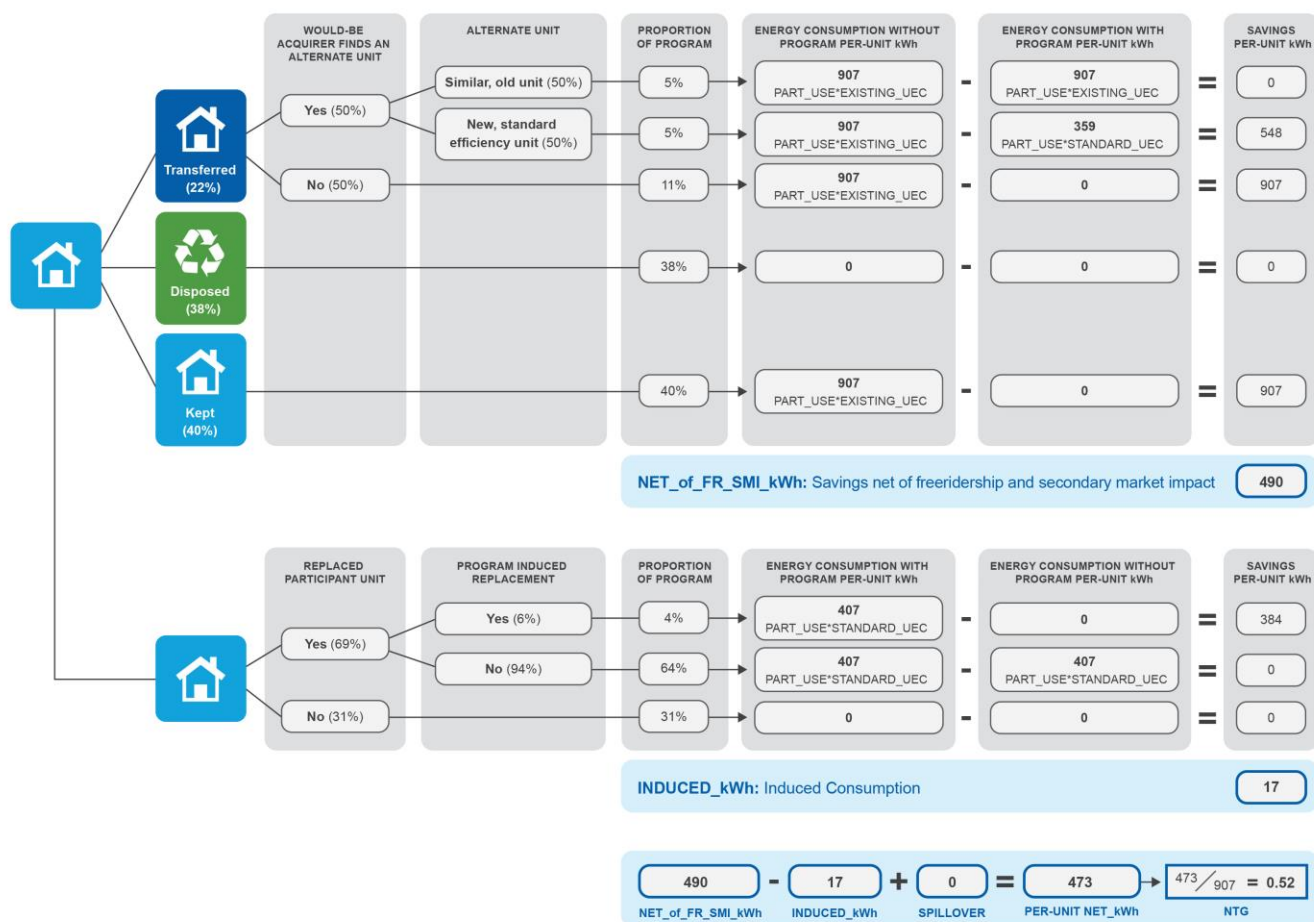 WOULD-BE
ACQUIRER FINDS AN
ALTERNATE UNIT
ALTERNATE UNIT
PROPORTION
OF PROGRAM
ENERGY CONSUMPTION WITHOUT
PROGRAM PER-UNIT kWh
ENERGY CONSUMPTION WITH
PROGRAM PER-UNIT kWh
SAVINGS
PER-UNIT kWh
Transferred
(22%)
Yes (50%)
Similar, old unit (50%)
5%
907
PART_USE*EXISTING_UEC
-
907
PART_USE*EXISTING_UEC
=
0
New, standard
efficiency unit (50%)
5%
907
PART_USE*EXISTING_UEC
-
359
PART_USE*STANDARD_UEC
=
548
No (50%)
11%
907
PART_USE*EXISTING_UEC
-
0
=
907
Disposed
(38%)
38%
0
-
0
=
0
Kept
(40%)
40%
907
PART_USE*EXISTING_UEC
-
0
=
907
NET_of_FR_SMI_kWh: Savings net of freeridership and secondary market impact
490
REPLACED
PARTICIPANT UNIT
PROGRAM INDUCED
REPLACEMENT
PROPORTION
OF PROGRAM
ENERGY CONSUMPTION WITH
PROGRAM PER-UNIT kWh
ENERGY CONSUMPTION WITHOUT
PROGRAM PER-UNIT kWh
SAVINGS
PER-UNIT kWh
Yes (69%)
Yes (6%)
4%
407
PART_USE*STANDARD_UEC
-
0
=
384
No (94%)
64%
407
PART_USE*STANDARD_UEC
-
407
PART_USE*STANDARD_UEC
=
0
No (31%)
31%
0
-
0
=
0
INDUCED_kWh: Induced Consumption
17
490 - 17 + 0 = 473 473/907 = 0.52
NET_of_FR_SMI_kWh INDUCED_kWh SPILLOVER PER-UNIT NET_kWh NTG